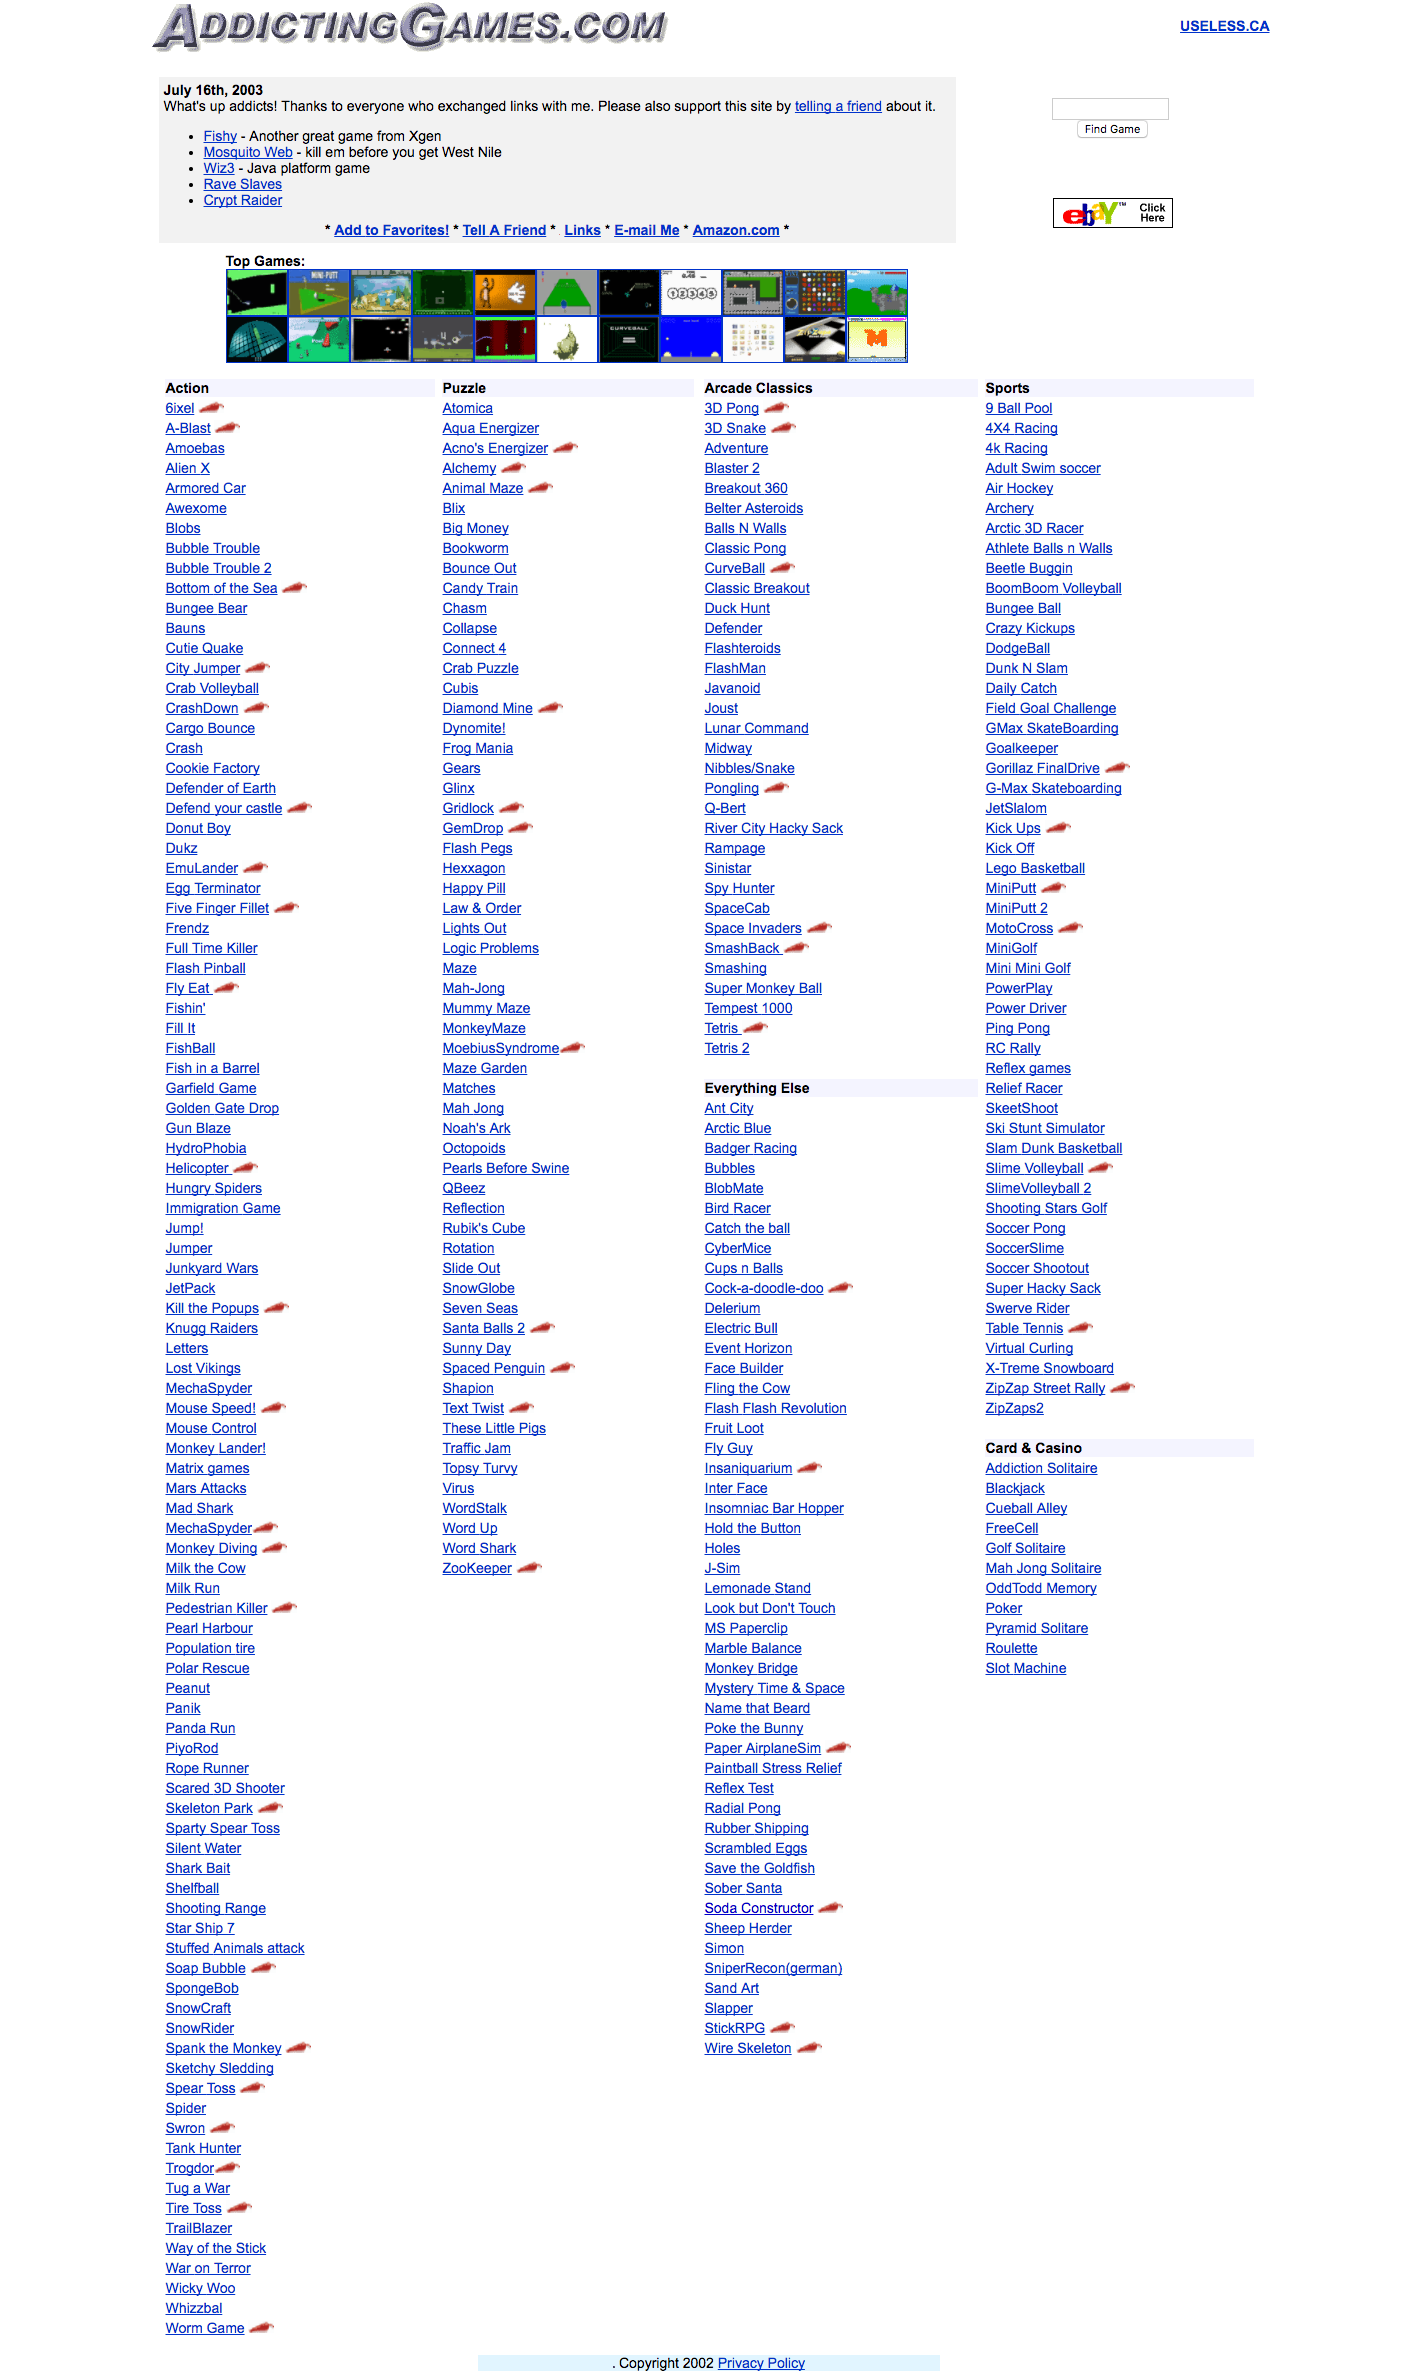 ADDICTINGGAMES.COM
USELESS.CA
July 16th, 2003
What's up addicts! Thanks to everyone who exchanged links with me. Please also support this site by telling a friend about it.
Fishy - Another great game from Xgen
Mosquito Web - kill em before you get West Nile
Wiz3 - Java platform game
Rave Slaves
Crypt Raider
* Add to Favorites! * Tell A Friend * Links * E-mail Me * Amazon.com *
Find Game
ebaY™ Click Here
Top Games:
MINI-PUTT
CURVEBALL
Action
6ixel
A-Blast
Amoebas
Alien X
Armored Car
Awexome
Blobs
Bubble Trouble
Bubble Trouble 2
Bottom of the Sea
Bungee Bear
Bauns
Cutie Quake
City Jumper
Crab Volleyball
CrashDown
Cargo Bounce
Crash
Cookie Factory
Defender of Earth
Defend your castle
Donut Boy
Dukz
EmuLander
Egg Terminator
Five Finger Fillet
Frendz
Full Time Killer
Flash Pinball
Fly Eat
Fishin'
Fill It
FishBall
Fish in a Barrel
Garfield Game
Golden Gate Drop
Gun Blaze
HydroPhobia
Helicopter
Hungry Spiders
Immigration Game
Jump!
Jumper
Junkyard Wars
JetPack
Kill the Popups
Knugg Raiders
Letters
Lost Vikings
MechaSpyder
Mouse Speed!
Mouse Control
Monkey Lander!
Matrix games
Mars Attacks
Mad Shark
MechaSpyder
Monkey Diving
Milk the Cow
Milk Run
Pedestrian Killer
Pearl Harbour
Population tire
Polar Rescue
Peanut
Panik
Panda Run
PiyoRod
Rope Runner
Scared 3D Shooter
Skeleton Park
Sparty Spear Toss
Silent Water
Shark Bait
Shelfball
Shooting Range
Star Ship 7
Stuffed Animals attack
Soap Bubble
SpongeBob
SnowCraft
SnowRider
Spank the Monkey
Sketchy Sledding
Spear Toss
Spider
Swron
Tank Hunter
Trogdor
Tug a War
Tire Toss
TrailBlazer
Way of the Stick
War on Terror
Wicky Woo
Whizzbal
Worm Game
Puzzle
Atomica
Aqua Energizer
Acno's Energizer
Alchemy
Animal Maze
Blix
Big Money
Bookworm
Bounce Out
Candy Train
Chasm
Collapse
Connect 4
Crab Puzzle
Cubis
Diamond Mine
Dynomite!
Frog Mania
Gears
Glinx
Gridlock
GemDrop
Flash Pegs
Hexxagon
Happy Pill
Law & Order
Lights Out
Logic Problems
Maze
Mah-Jong
Mummy Maze
MonkeyMaze
MoebiusSyndrome
Maze Garden
Matches
Mah Jong
Noah's Ark
Octopoids
Pearls Before Swine
QBeez
Reflection
Rubik's Cube
Rotation
Slide Out
SnowGlobe
Seven Seas
Santa Balls 2
Sunny Day
Spaced Penguin
Shapion
Text Twist
These Little Pigs
Traffic Jam
Topsy Turvy
Virus
WordStalk
Word Up
Word Shark
ZooKeeper
Arcade Classics
3D Pong
3D Snake
Adventure
Blaster 2
Breakout 360
Belter Asteroids
Balls N Walls
Classic Pong
CurveBall
Classic Breakout
Duck Hunt
Defender
Flashteroids
FlashMan
Javanoid
Joust
Lunar Command
Midway
Nibbles/Snake
Pongling
Q-Bert
River City Hacky Sack
Rampage
Sinistar
Spy Hunter
SpaceCab
Space Invaders
SmashBack
Smashing
Super Monkey Ball
Tempest 1000
Tetris
Tetris 2
Everything Else
Ant City
Arctic Blue
Badger Racing
Bubbles
BlobMate
Bird Racer
Catch the ball
CyberMice
Cups n Balls
Cock-a-doodle-doo
Delerium
Electric Bull
Event Horizon
Face Builder
Fling the Cow
Flash Flash Revolution
Fruit Loot
Fly Guy
Insaniquarium
Inter Face
Insomniac Bar Hopper
Hold the Button
Holes
J-Sim
Lemonade Stand
Look but Don't Touch
MS Paperclip
Marble Balance
Monkey Bridge
Mystery Time & Space
Name that Beard
Poke the Bunny
Paper AirplaneSim
Paintball Stress Relief
Reflex Test
Radial Pong
Rubber Shipping
Scrambled Eggs
Save the Goldfish
Sober Santa
Soda Constructor
Sheep Herder
Simon
SniperRecon(german)
Sand Art
Slapper
StickRPG
Wire Skeleton
Sports
9 Ball Pool
4X4 Racing
4k Racing
Adult Swim soccer
Air Hockey
Archery
Arctic 3D Racer
Athlete Balls n Walls
Beetle Buggin
BoomBoom Volleyball
Bungee Ball
Crazy Kickups
DodgeBall
Dunk N Slam
Daily Catch
Field Goal Challenge
GMax SkateBoarding
Goalkeeper
Gorillaz FinalDrive
G-Max Skateboarding
JetSlalom
Kick Ups
Kick Off
Lego Basketball
MiniPutt
MiniPutt 2
MotoCross
MiniGolf
Mini Mini Golf
PowerPlay
Power Driver
Ping Pong
RC Rally
Reflex games
Relief Racer
SkeetShoot
Ski Stunt Simulator
Slam Dunk Basketball
Slime Volleyball
SlimeVolleyball 2
Shooting Stars Golf
Soccer Pong
SoccerSlime
Soccer Shootout
Super Hacky Sack
Swerve Rider
Table Tennis
Virtual Curling
X-Treme Snowboard
ZipZap Street Rally
ZipZaps2
Card & Casino
Addiction Solitaire
Blackjack
Cueball Alley
FreeCell
Golf Solitaire
Mah Jong Solitaire
OddTodd Memory
Poker
Pyramid Solitare
Roulette
Slot Machine
. Copyright 2002 Privacy Policy